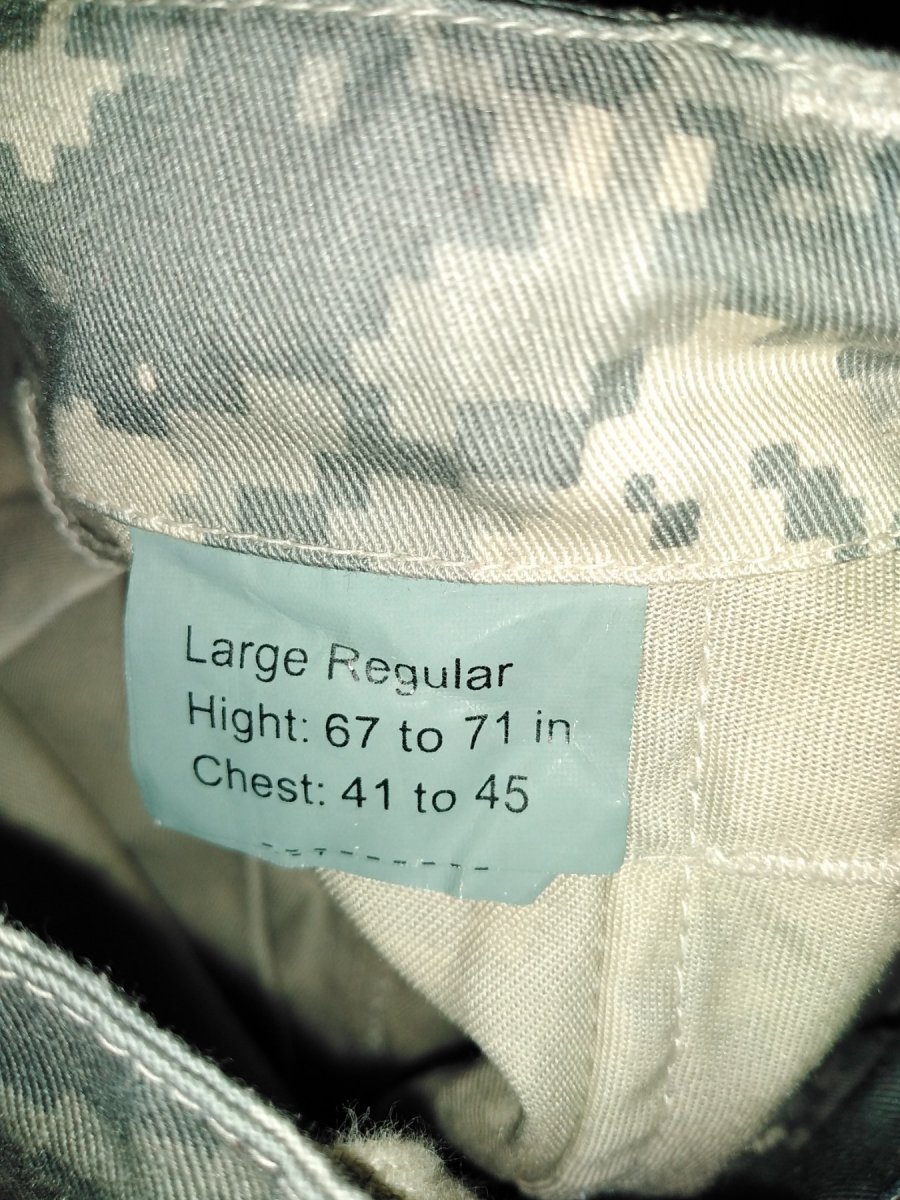 Large Regular
Hight: 67 to 71 in
Chest: 41 to 45